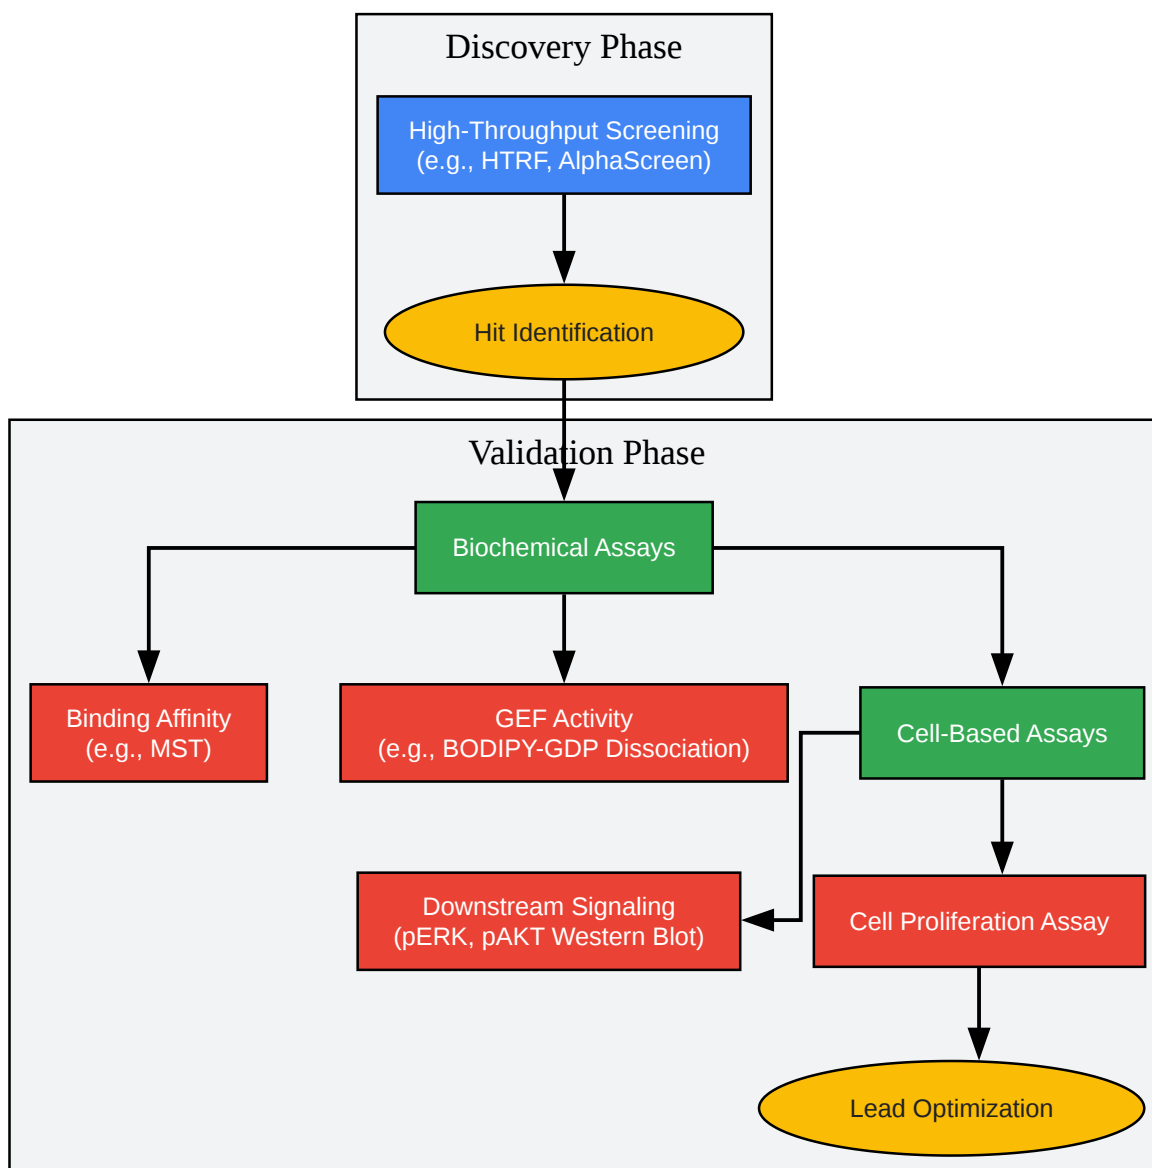 Discovery Phase
High-Throughput Screening
(e.g., HTRF, AlphaScreen)
Hit Identification
Validation Phase
Biochemical Assays
Binding Affinity
(e.g., MST)
GEF Activity
(e.g., BODIPY-GDP Dissociation)
Cell-Based Assays
Downstream Signaling
(pERK, pAKT Western Blot)
Cell Proliferation Assay
Lead Optimization